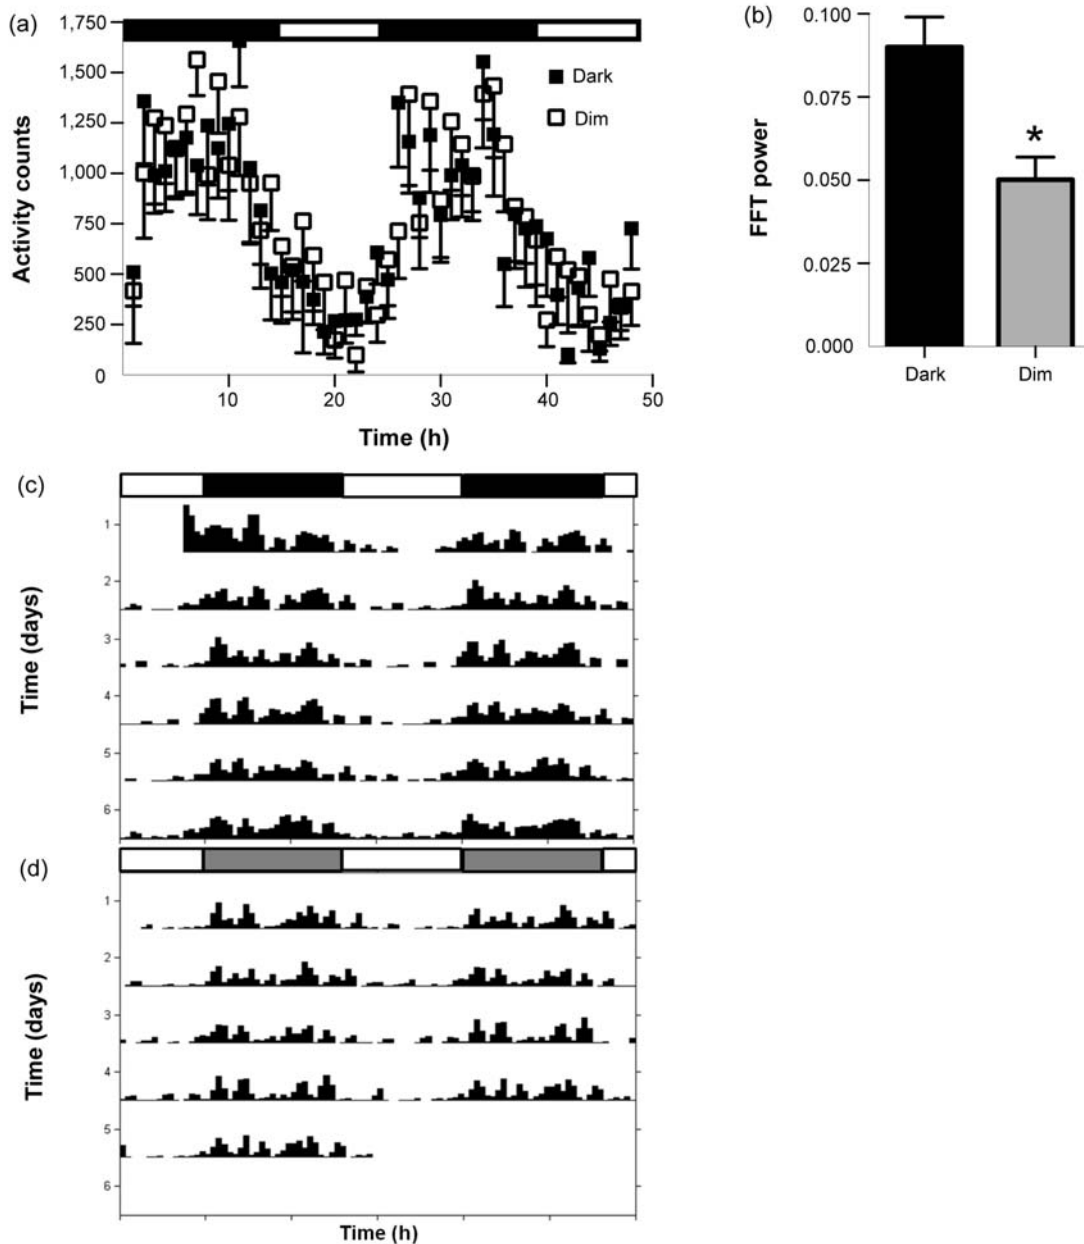 (a)
1,750
1,500
1,250
1,000
750
500
250
0
Activity counts
Dark
Dim
10
20
30
40
50
Time (h)
(b)
0.100
0.075
0.050
0.025
0.000
FFT power
*
Dark
Dim
(c)
Time (days)
1
2
3
4
5
6
(d)
Time (days)
1
2
3
4
5
6
Time (h)